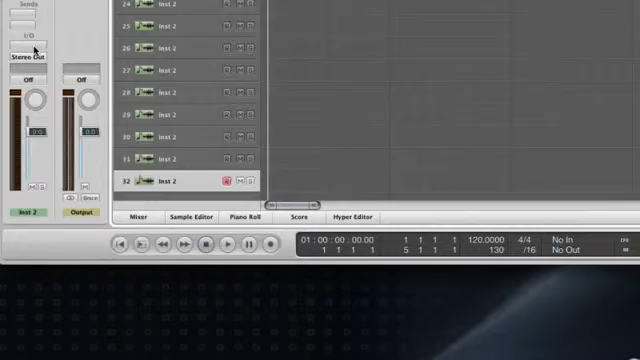 Sends
I/O
Stereo Out
Off
Off
0.0
0.0
M S
M
Bnce
Inst 2
Output
24 Inst 2
25 Inst 2 R M S
26 Inst 2 R M S
27 Inst 2 R M S
28 Inst 2 R M S
29 Inst 2 R M S
30 Inst 2 R M S
31 Inst 2 R M S
32 Inst 2 R M S
Mixer Sample Editor Piano Roll Score Hyper Editor
01:00:00:00.00 1 1 1 1 120.0000 4/4 No In
1 1 1 1 5 1 1 1 130 /16 No Out